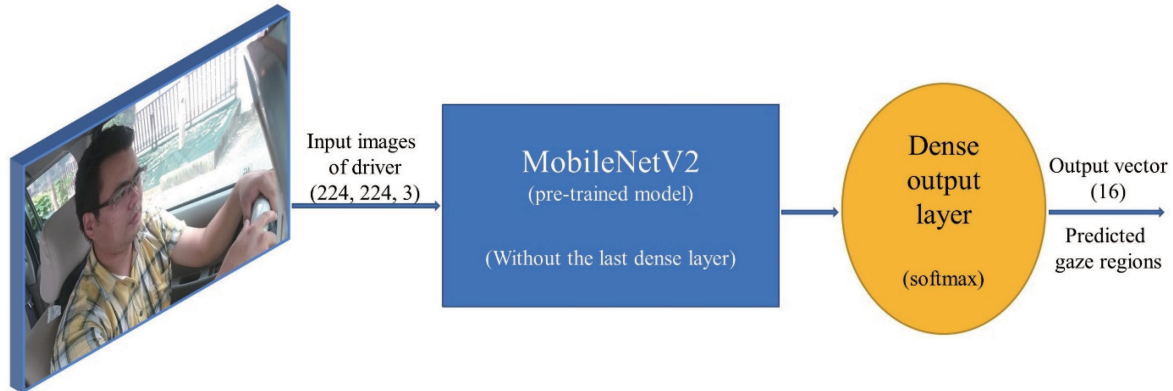 Input images
of driver
(224, 224, 3)
MobileNetV2
(pre-trained model)
(Without the last dense layer)
Dense
output
layer
(softmax)
Output vector
(16)
Predicted
gaze regions